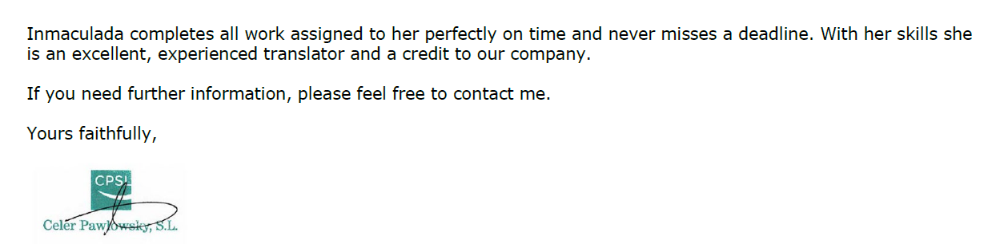 Inmaculada completes all work assigned to her perfectly on time and never misses a deadline. With her skills she
is an excellent, experienced translator and a credit to our company.
If you need further information, please feel free to contact me.
Yours faithfully,
CPSL
Celer Pawlowsky, S.L.